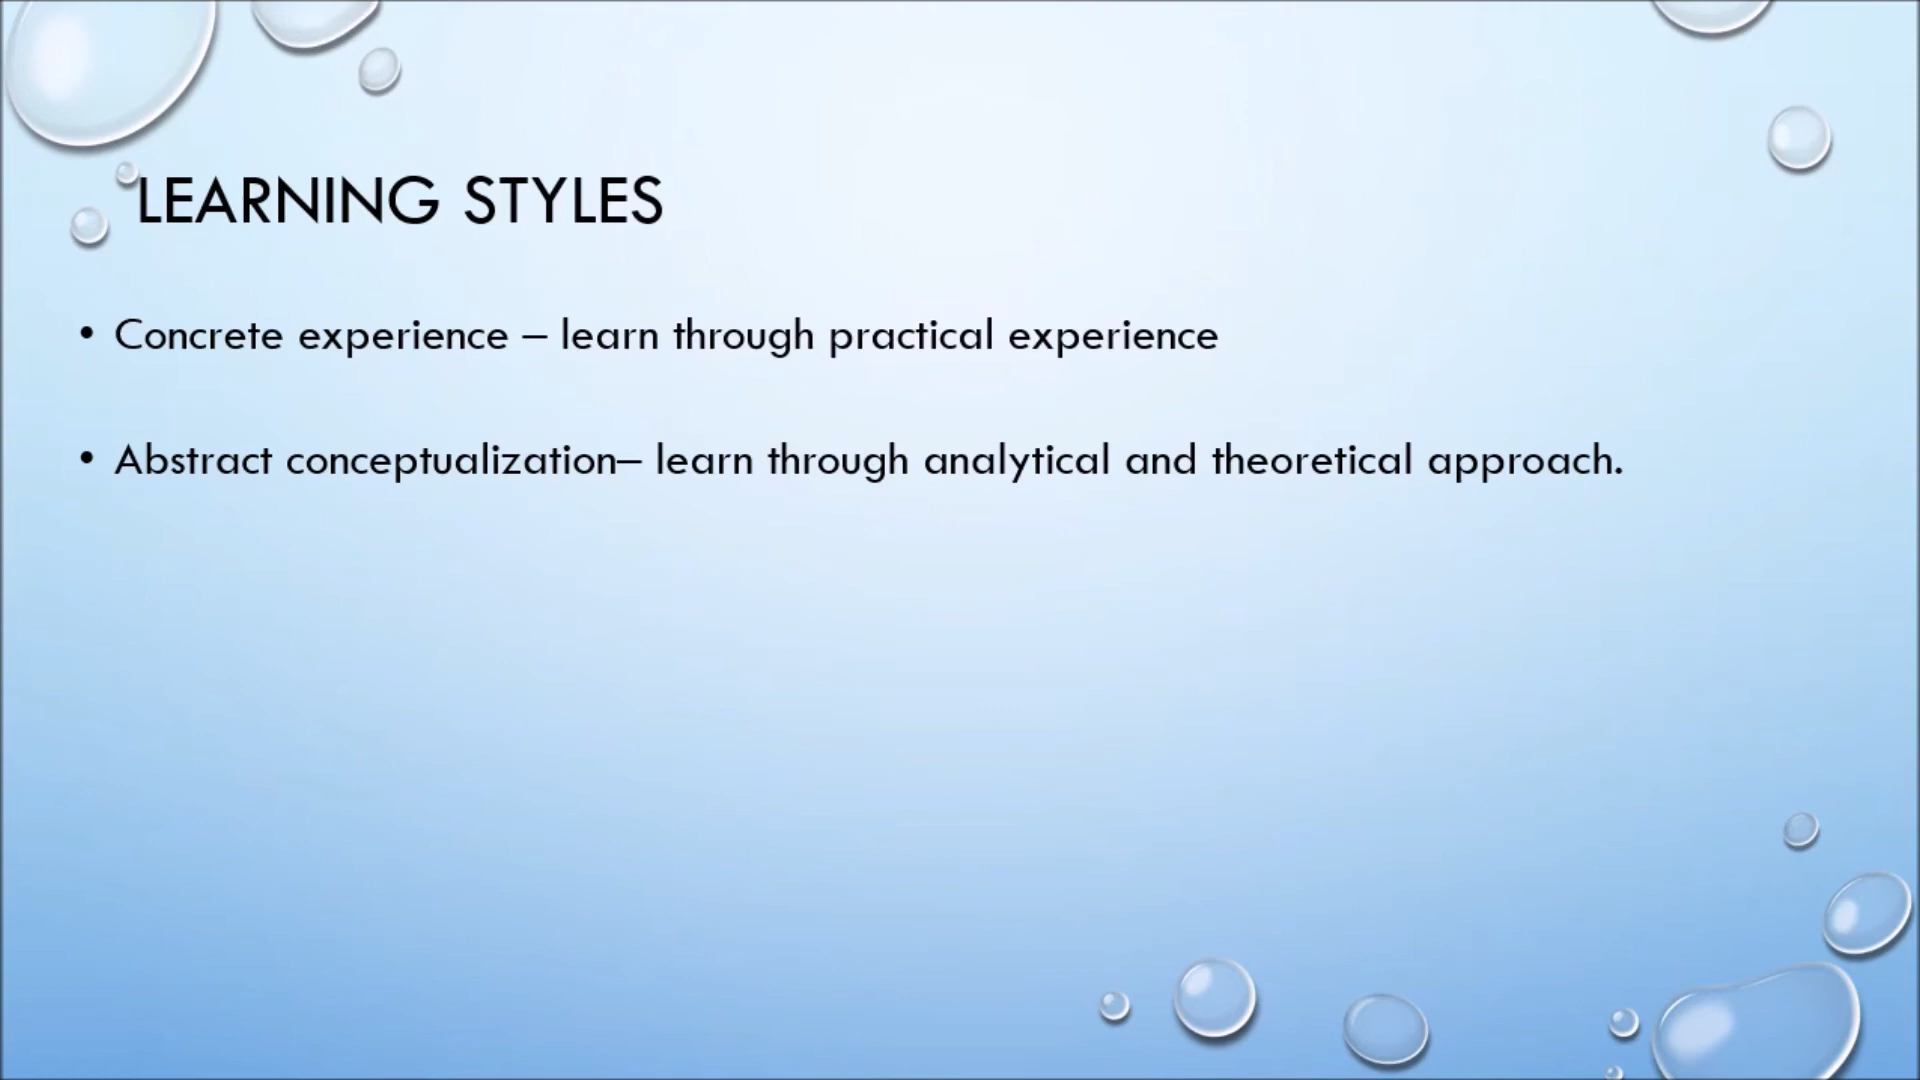 LEARNING STYLES
• Concrete experience – learn through practical experience
• Abstract conceptualization– learn through analytical and theoretical approach.